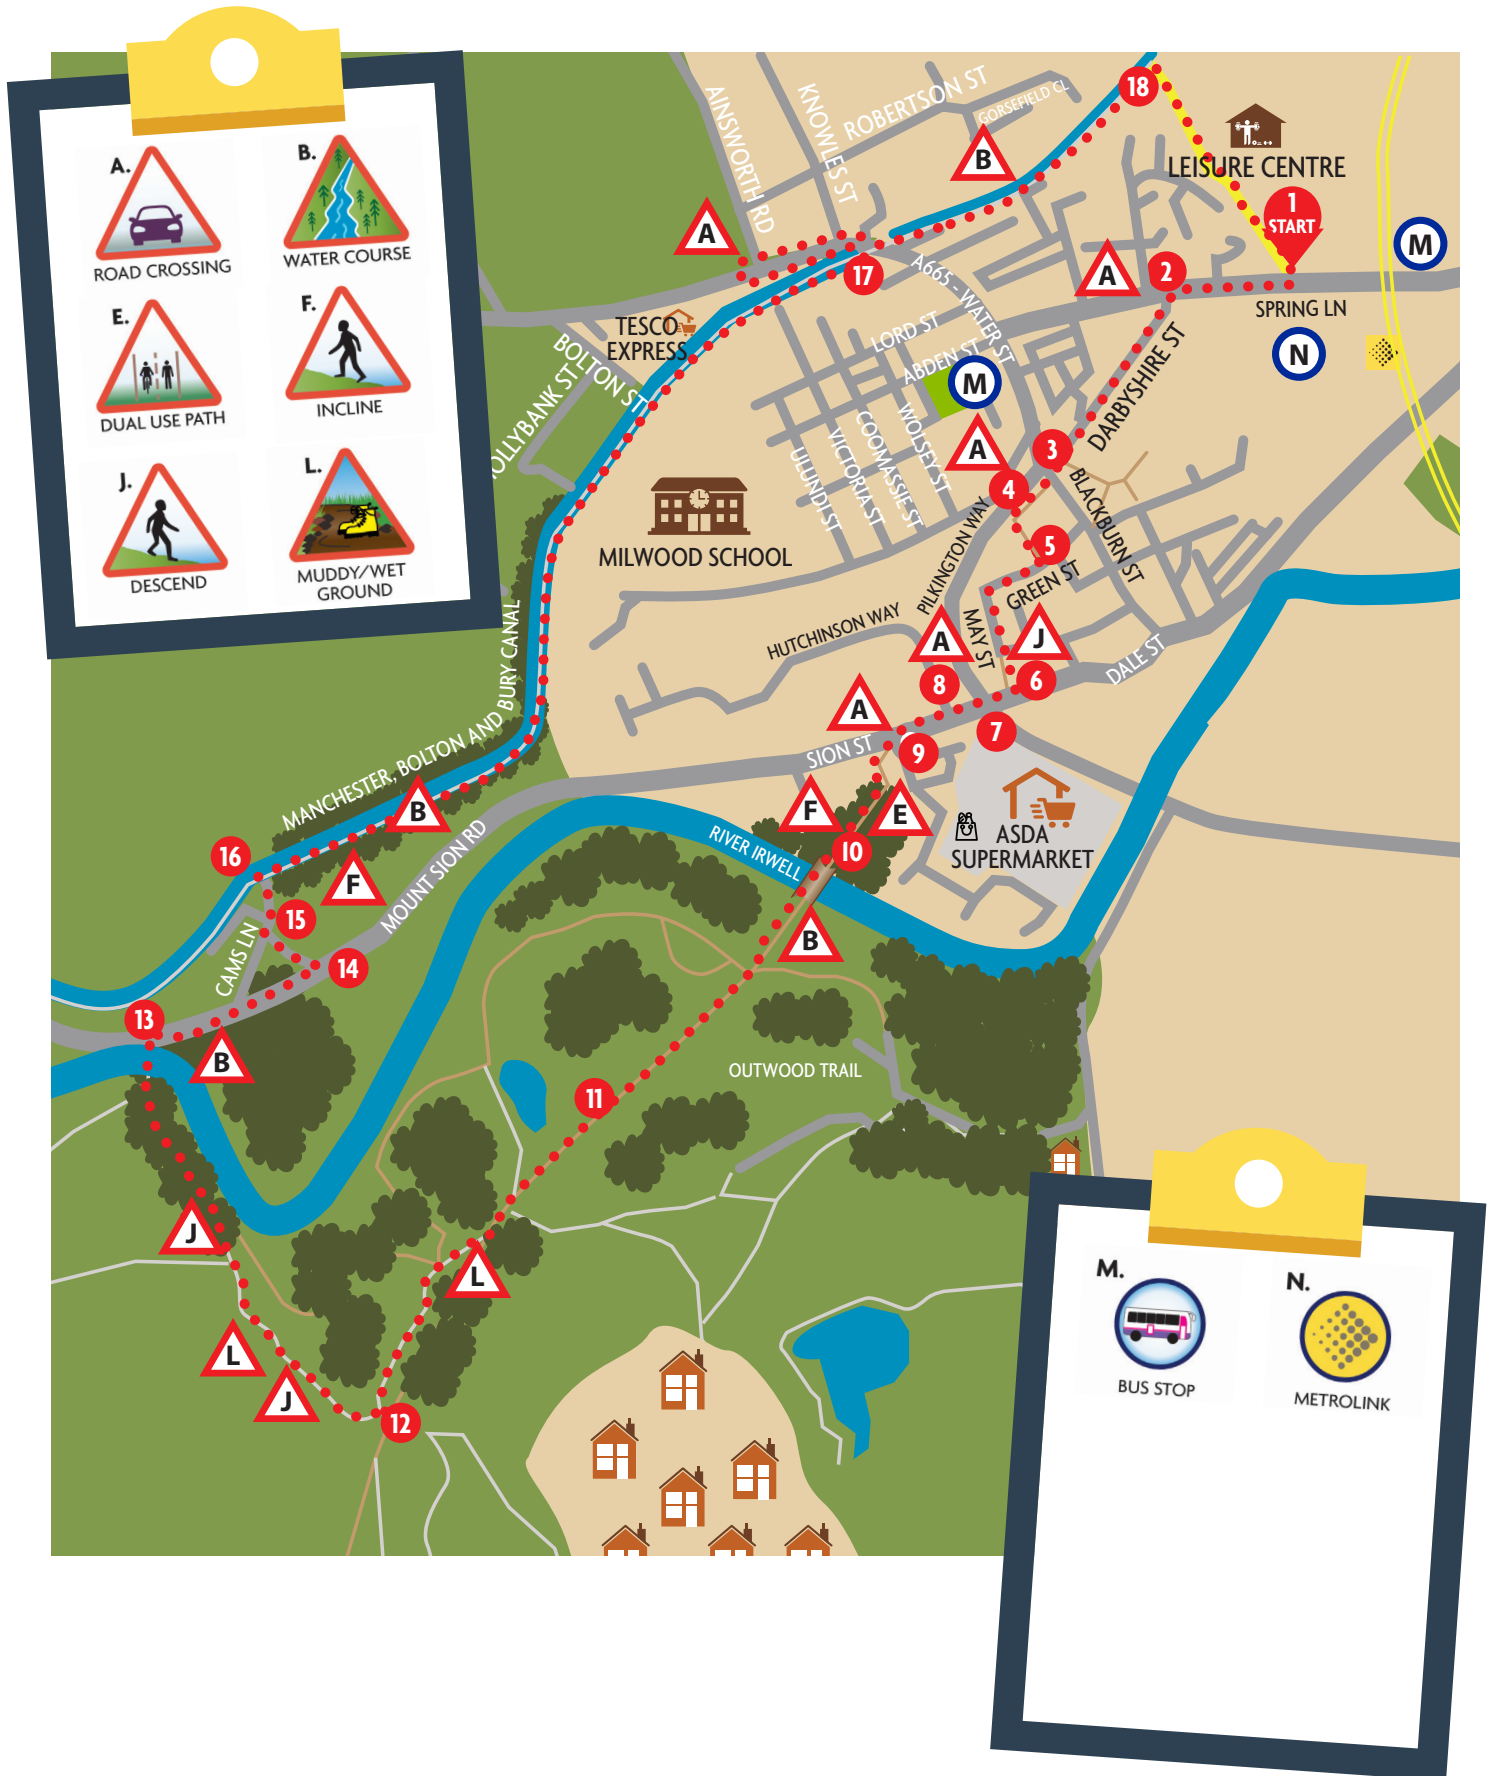 A.
ROAD CROSSING
B.
WATER COURSE
E.
DUAL USE PATH
F.
INCLINE
J.
DESCEND
L.
MUDDY/WET
GROUND
AINSWORTH RD
KNOWLES ST
ROBERTSON ST
GORSEFIELD CL
18
B
LEISURE CENTRE
1
START
A
M
A
2
17
A665 - WATER ST
SPRING LN
TESCO
EXPRESS
LORD ST
ABDEN ST
N
BOLTON ST
OLLYBANK ST
M
DARBYSHIRE ST
WOLSEY ST
COOMASSIE ST
VICTORIA ST
ULUNDI ST
A
3
4
BLACKBURN ST
MILWOOD SCHOOL
PILKINGTON WAY
5
GREEN ST
HUTCHINSON WAY
A
MAY ST
J
DALE ST
8
6
A
7
SION ST
9
MANCHESTER, BOLTON AND BURY CANAL
B
F
E
ASDA
SUPERMARKET
RIVER IRWELL
10
16
F
MOUNT SION RD
15
B
CAMS LN
14
13
B
OUTWOOD TRAIL
11
J
L
L
J
12
M.
BUS STOP
N.
METROLINK